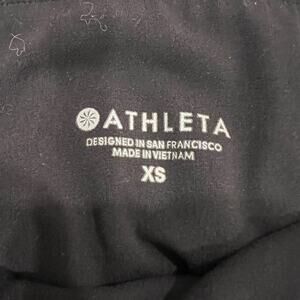 ATHLETA
DESIGNED IN SAN FRANCISCO
MADE IN VIETNAM
XS